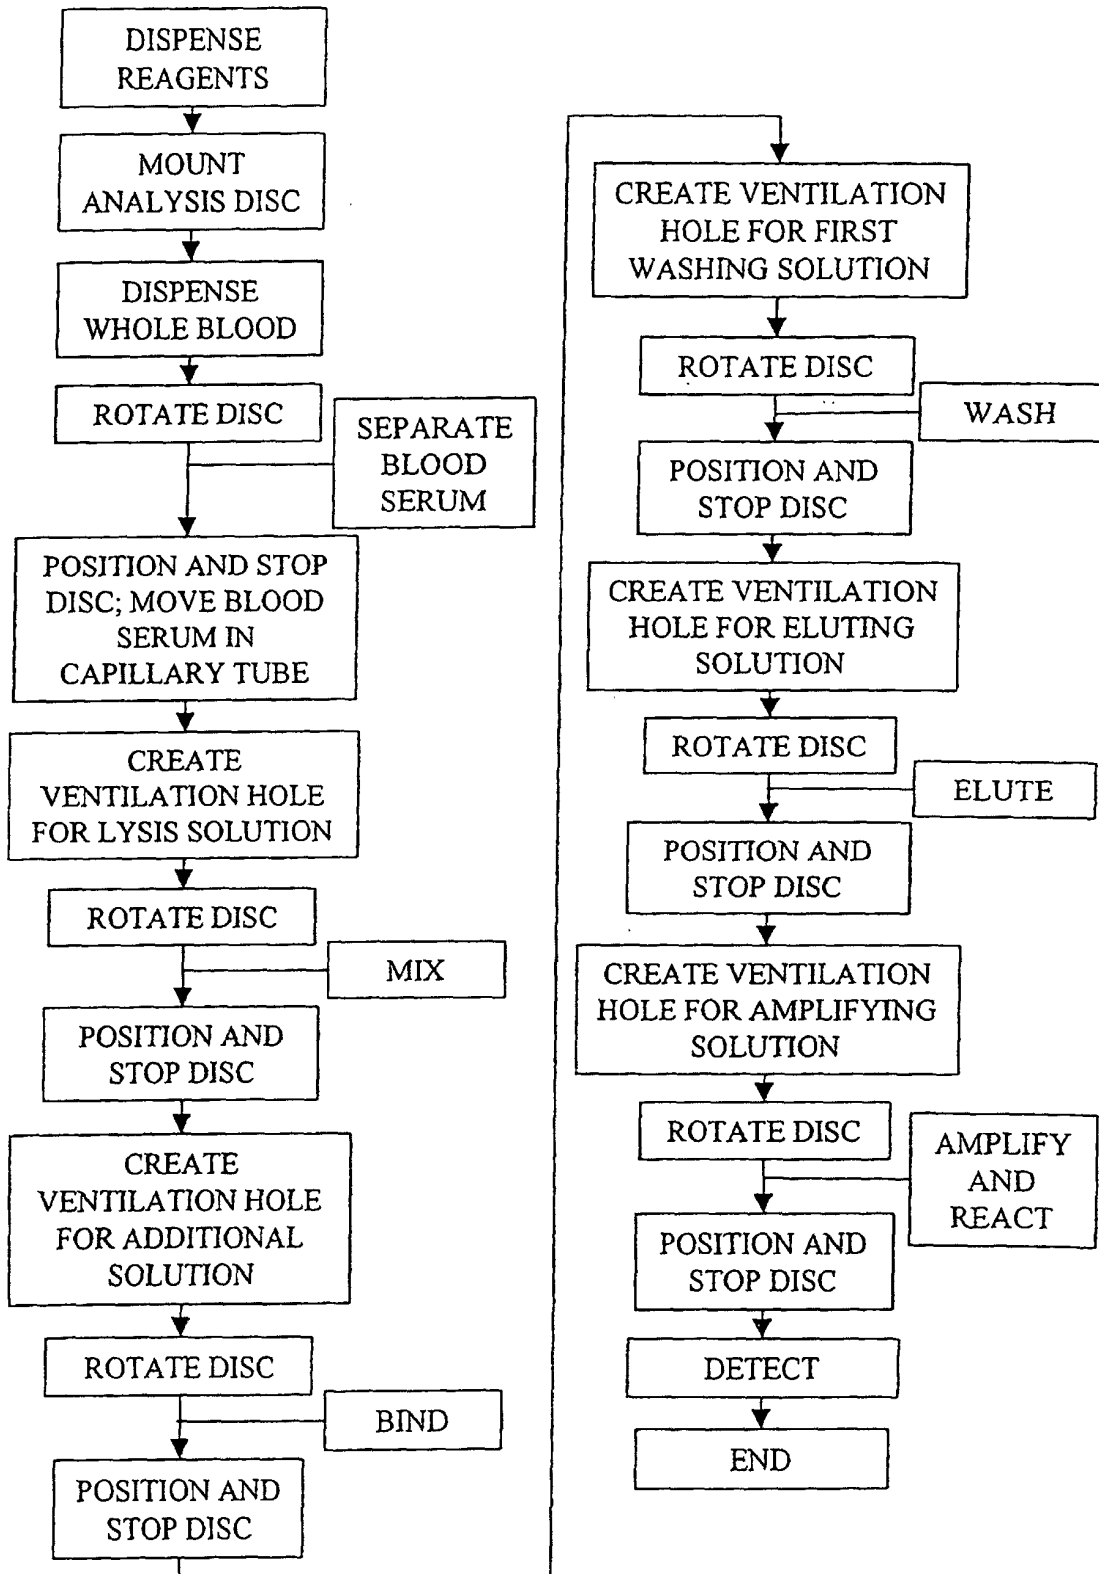 DISPENSE
REAGENTS
MOUNT
ANALYSIS DISC
DISPENSE
WHOLE BLOOD
ROTATE DISC
SEPARATE
BLOOD
SERUM
POSITION AND STOP
DISC; MOVE BLOOD
SERUM IN
CAPILLARY TUBE
CREATE
VENTILATION HOLE
FOR LYSIS SOLUTION
ROTATE DISC
MIX
POSITION AND
STOP DISC
CREATE
VENTILATION HOLE
FOR ADDITIONAL
SOLUTION
ROTATE DISC
BIND
POSITION AND
STOP DISC
CREATE VENTILATION
HOLE FOR FIRST
WASHING SOLUTION
ROTATE DISC
WASH
POSITION AND
STOP DISC
CREATE VENTILATION
HOLE FOR ELUTING
SOLUTION
ROTATE DISC
ELUTE
POSITION AND
STOP DISC
CREATE VENTILATION
HOLE FOR AMPLIFYING
SOLUTION
ROTATE DISC
AMPLIFY
AND
REACT
POSITION AND
STOP DISC
DETECT
END